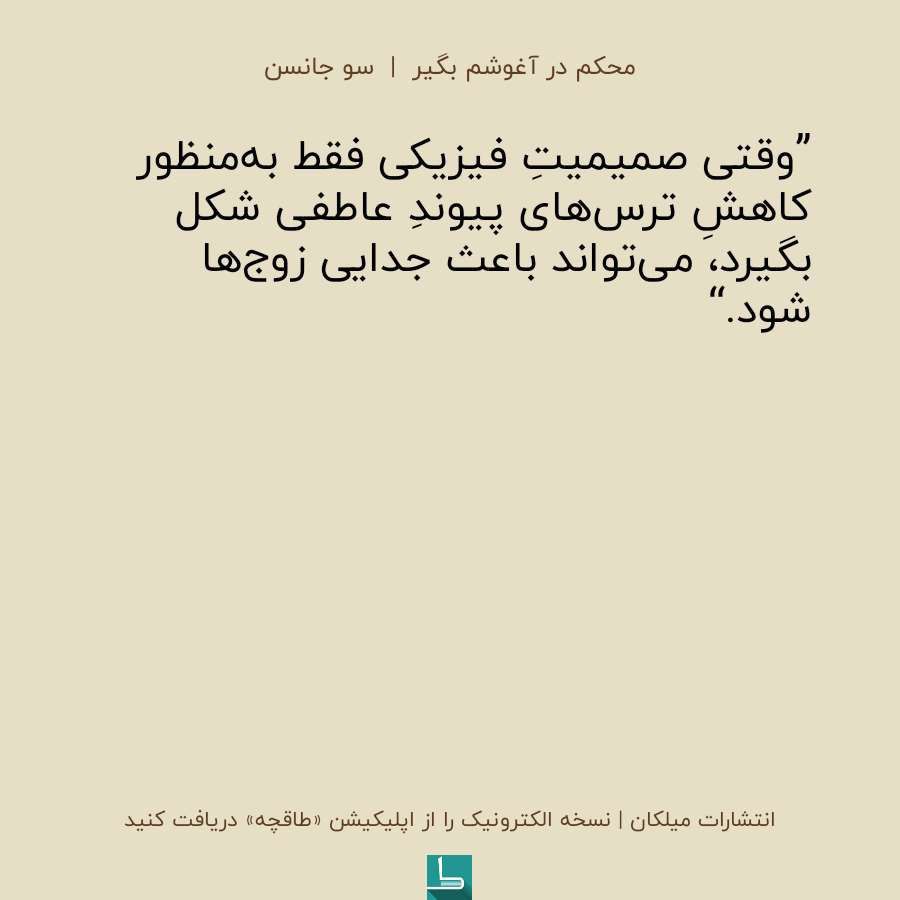 محکم در آغوشم بگیر | سو جانسن
”وقتی صمیمیتِ فیزیکی فقط به‌منظور
کاهشِ ترس‌های پیوندِ عاطفی شکل
بگیرد، می‌تواند باعث جدایی زوج‌ها
شود.“
انتشارات میلکان | نسخه الکترونیک را از اپلیکیشن «طاقچه» دریافت کنید